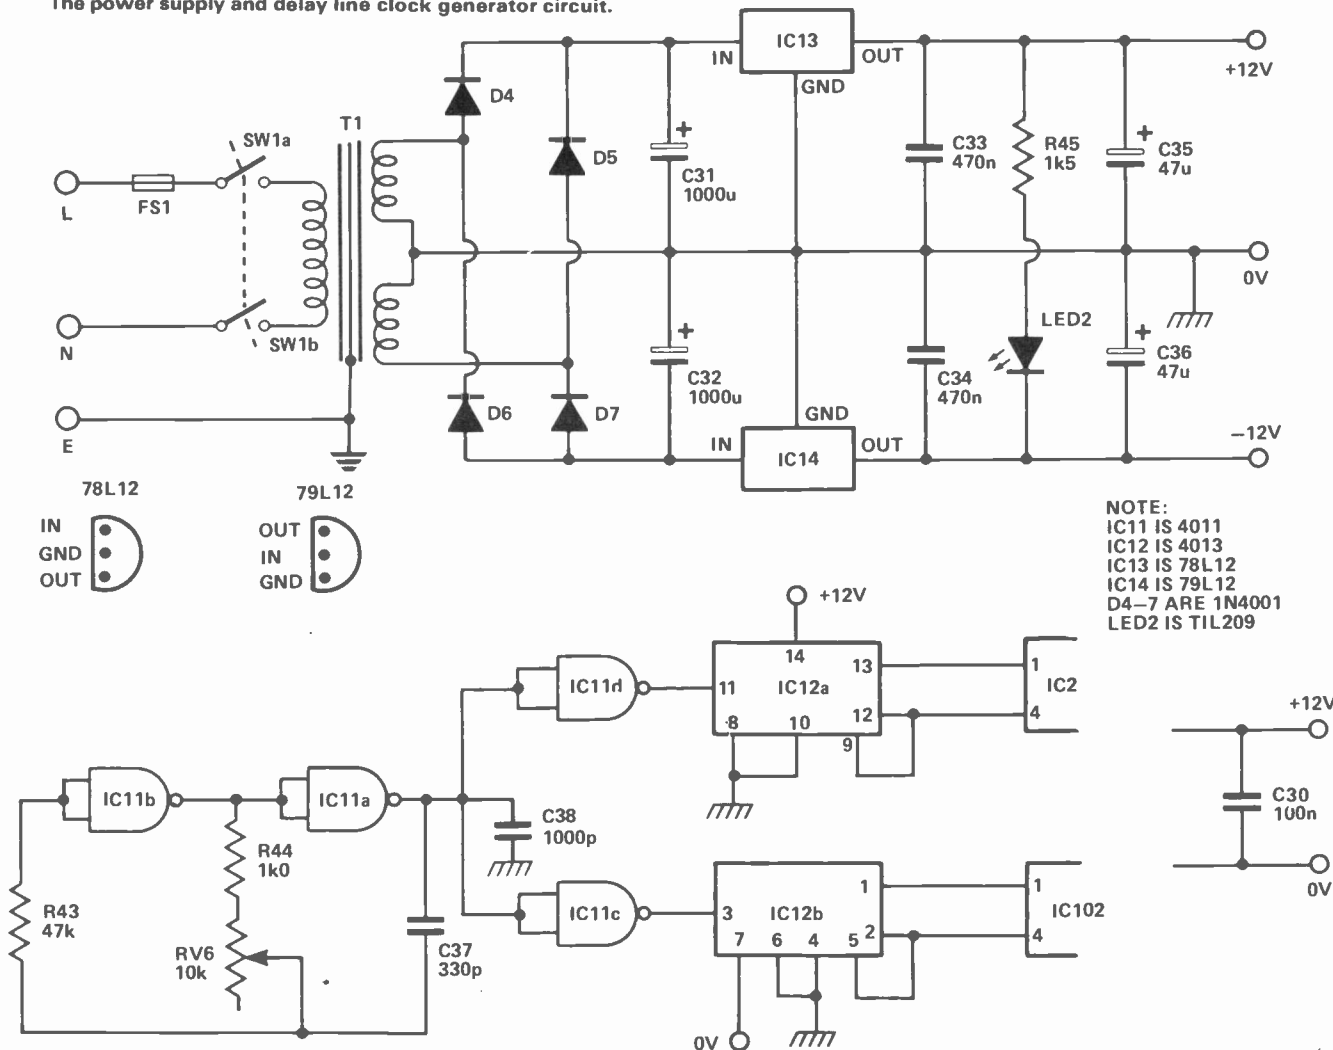 The power supply and delay line clock generator circuit.
IC13
IN
OUT
GND
+12V
D4
T1
SW1a
D5
C31
1000u
C33
470n
R45
1k5
C35
47u
L
FS1
0V
N
SW1b
LED2
C32
1000u
C34
470n
C36
47u
E
D6
D7
GND
IN
IC14
OUT
−12V
78L12
IN
GND
OUT
79L12
OUT
IN
GND
NOTE:
IC11 IS 4011
IC12 IS 4013
IC13 IS 78L12
IC14 IS 79L12
D4–7 ARE 1N4001
LED2 IS TIL209
+12V
14
13
1
IC11d
11
IC12a
IC2
8
10
12
4
9
+12V
IC11b
IC11a
C38
1000p
C30
100n
R44
1k0
0V
R43
47k
IC11c
3
IC12b
1
1
IC102
7
6
4
5
2
4
RV6
10k
C37
330p
0V